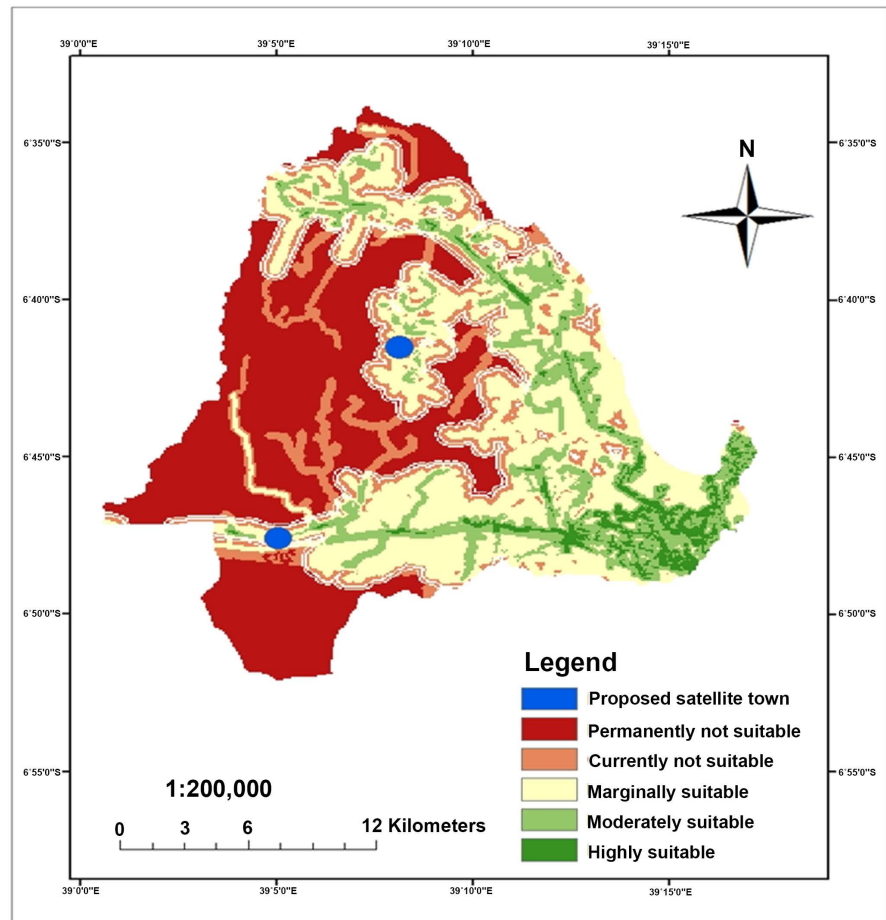 39°0'0"E 39°5'0"E 39°10'0"E 39°15'0"E
6°35'0"S 6°35'0"S
N
6°40'0"S 6°40'0"S
6°45'0"S 6°45'0"S
6°50'0"S 6°50'0"S
Legend
Proposed satellite town
Permanently not suitable
Currently not suitable
6°55'0"S 6°55'0"S
Marginally suitable
Moderately suitable
Highly suitable
1:200,000
0 3 6 12 Kilometers
39°0'0"E 39°5'0"E 39°10'0"E 39°15'0"E